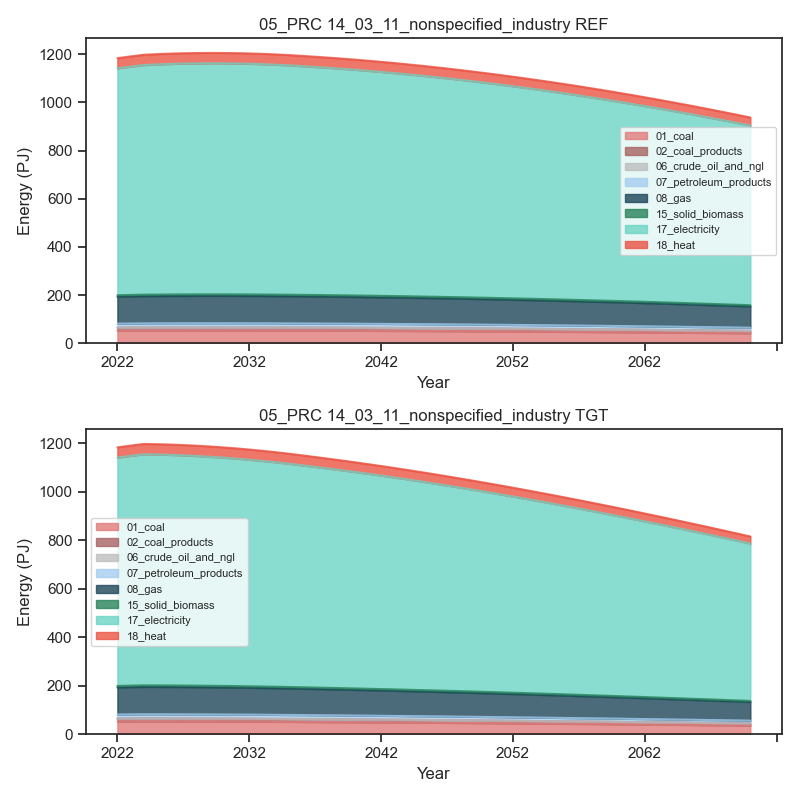 05_PRC 14_03_11_nonspecified_industry REF
Energy (PJ)
1200
1000
800
600
400
200
0
01_coal
02_coal_products
06_crude_oil_and_ngl
07_petroleum_products
08_gas
15_solid_biomass
17_electricity
18_heat
2022 2032 2042 2052 2062
Year
05_PRC 14_03_11_nonspecified_industry TGT
Energy (PJ)
1200
1000
800
600
400
200
0
01_coal
02_coal_products
06_crude_oil_and_ngl
07_petroleum_products
08_gas
15_solid_biomass
17_electricity
18_heat
2022 2032 2042 2052 2062
Year